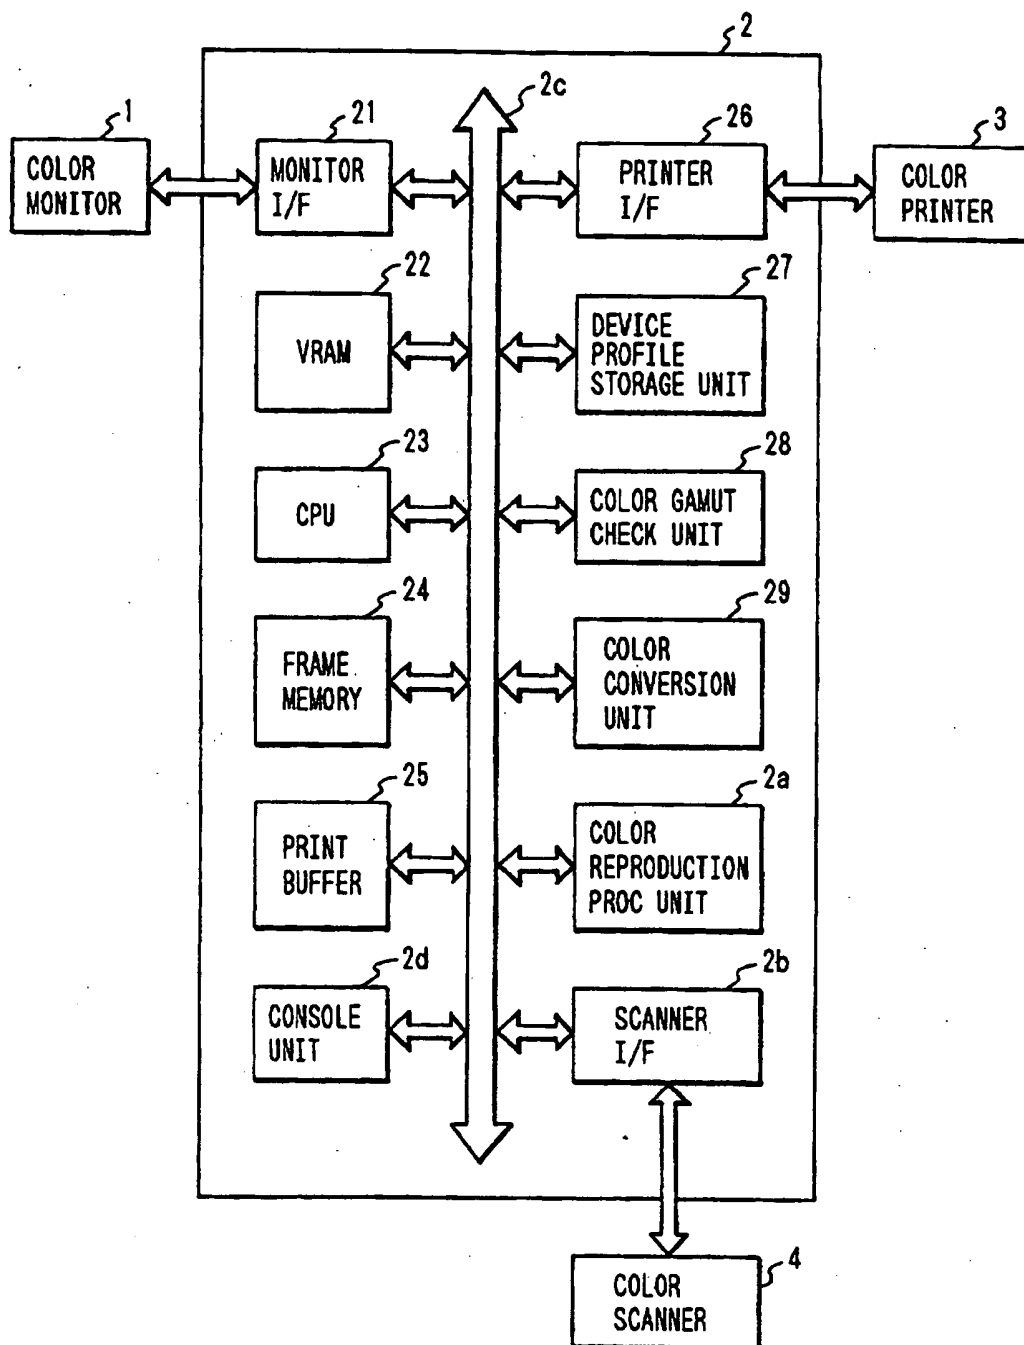 2
2c
1
COLOR
MONITOR
21
MONITOR
I/F
26
PRINTER
I/F
3
COLOR
PRINTER
22
VRAM
27
DEVICE
PROFILE
STORAGE UNIT
23
CPU
28
COLOR GAMUT
CHECK UNIT
24
FRAME
MEMORY
29
COLOR
CONVERSION
UNIT
25
PRINT
BUFFER
2a
COLOR
REPRODUCTION
PROC UNIT
2d
CONSOLE
UNIT
2b
SCANNER
I/F
4
COLOR
SCANNER